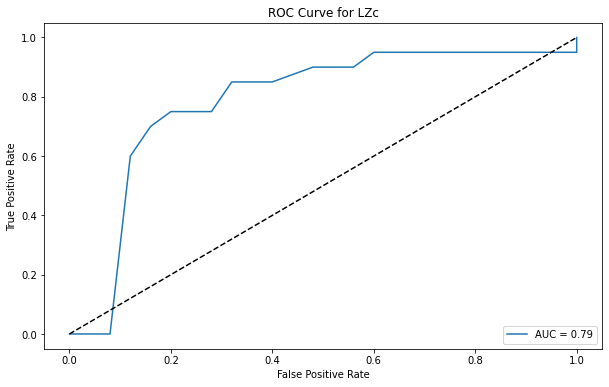 ROC Curve for LZc
True Positive Rate
1.0
0.8
0.6
0.4
0.2
0.0
0.0 0.2 0.4 0.6 0.8 1.0
False Positive Rate
AUC = 0.79